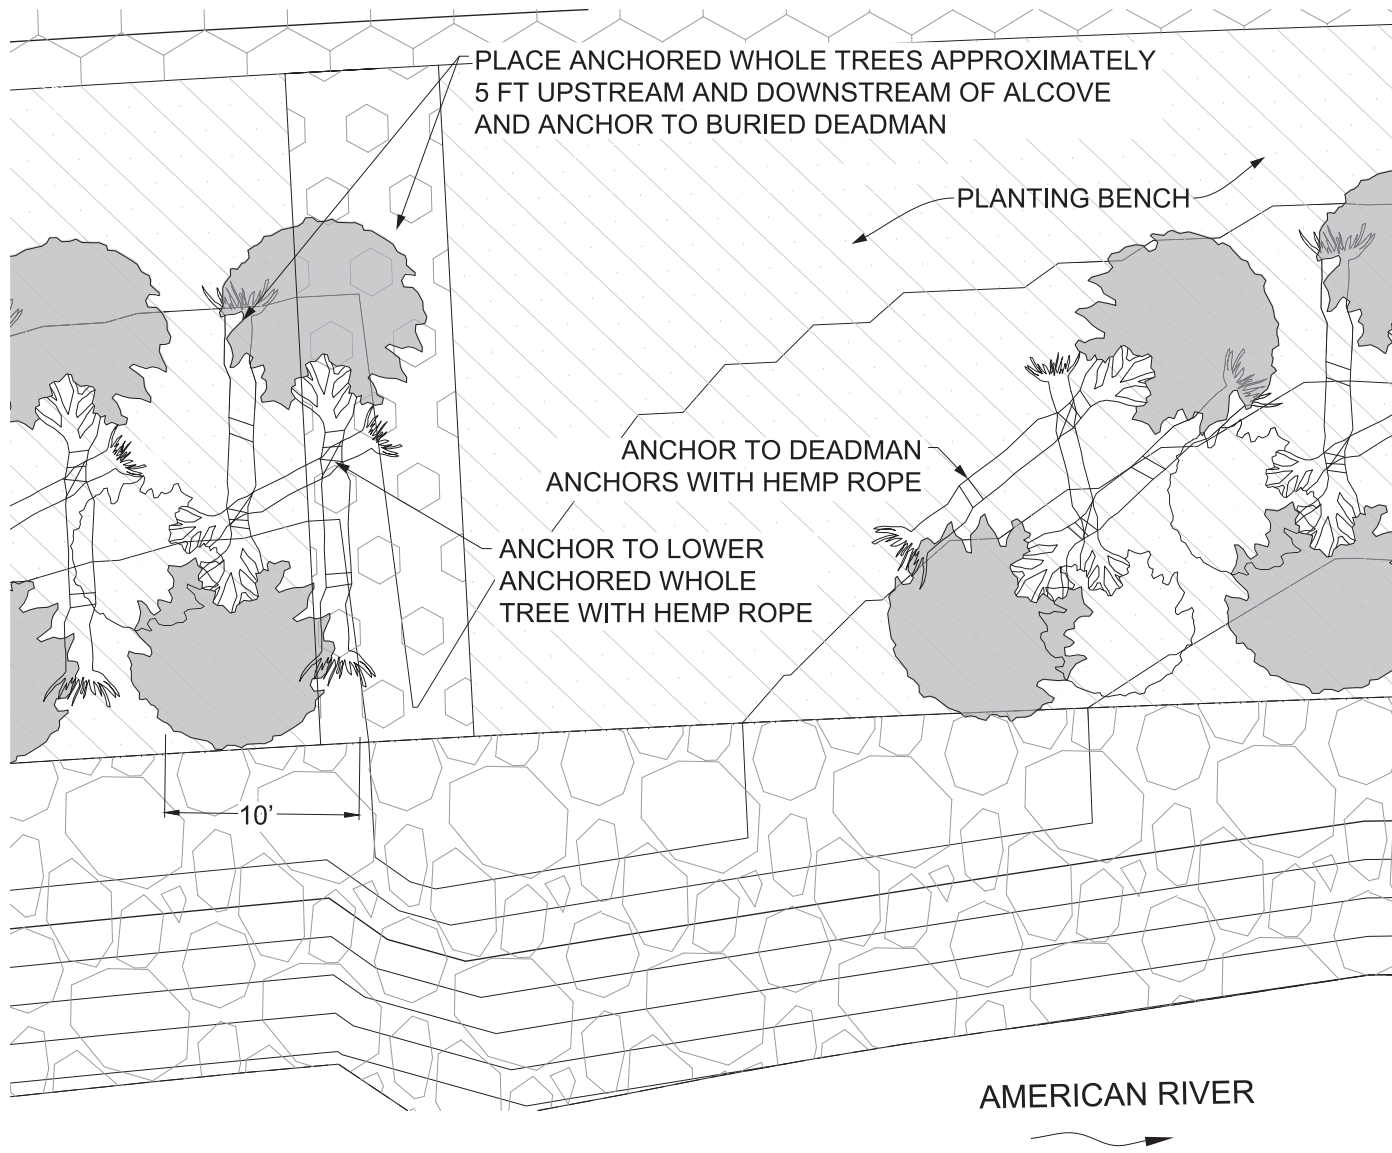 PLACE ANCHORED WHOLE TREES APPROXIMATELY
5 FT UPSTREAM AND DOWNSTREAM OF ALCOVE
AND ANCHOR TO BURIED DEADMAN
PLANTING BENCH
ANCHOR TO DEADMAN
ANCHORS WITH HEMP ROPE
ANCHOR TO LOWER
ANCHORED WHOLE
TREE WITH HEMP ROPE
10'
AMERICAN RIVER